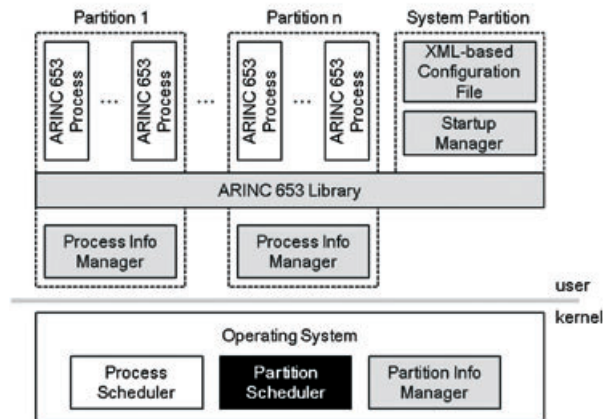 Partition 1
Partition n
System Partition
ARINC 653
Process
...
ARINC 653
Process
...
ARINC 653
Process
...
ARINC 653
Process
XML-based
Configuration
File
Startup
Manager
ARINC 653 Library
Process Info
Manager
Process Info
Manager
user
kernel
Operating System
Process
Scheduler
Partition
Scheduler
Partition Info
Manager